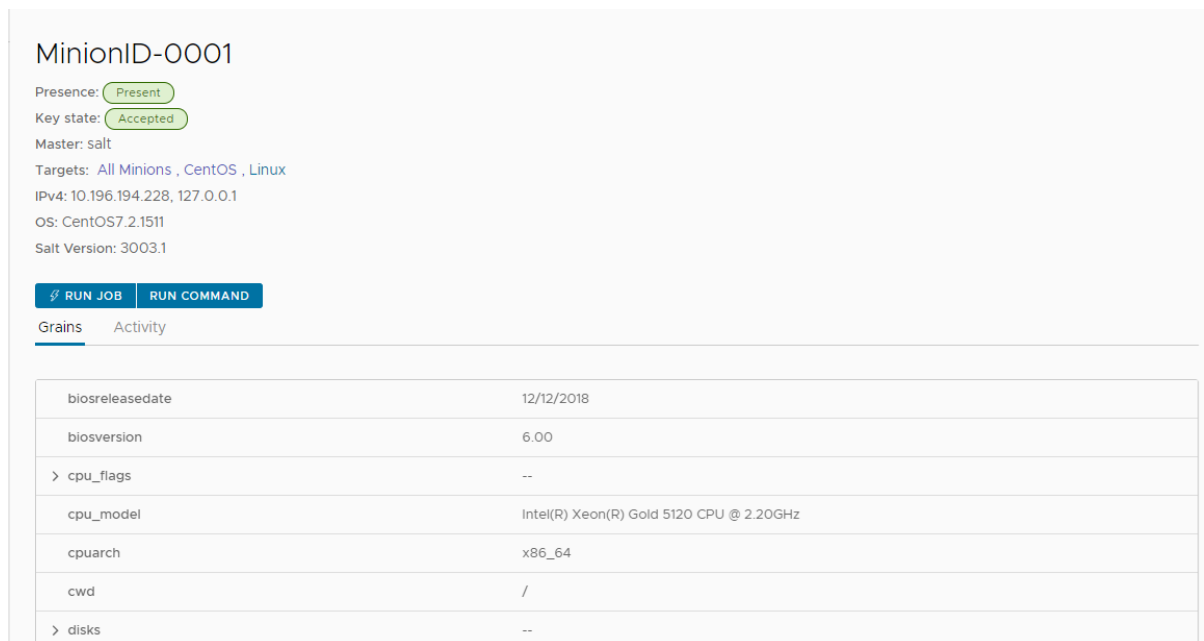 MinionID-0001
Presence: Present
Key state: Accepted
Master: salt
Targets: All Minions , CentOS , Linux
IPv4: 10.196.194.228, 127.0.0.1
OS: CentOS7.2.1511
Salt Version: 3003.1
RUN JOB RUN COMMAND
Grains Activity
biosreleasedate 12/12/2018
biosversion 6.00
cpu_flags --
cpu_model Intel(R) Xeon(R) Gold 5120 CPU @ 2.20GHz
cpuarch x86_64
cwd /
disks --